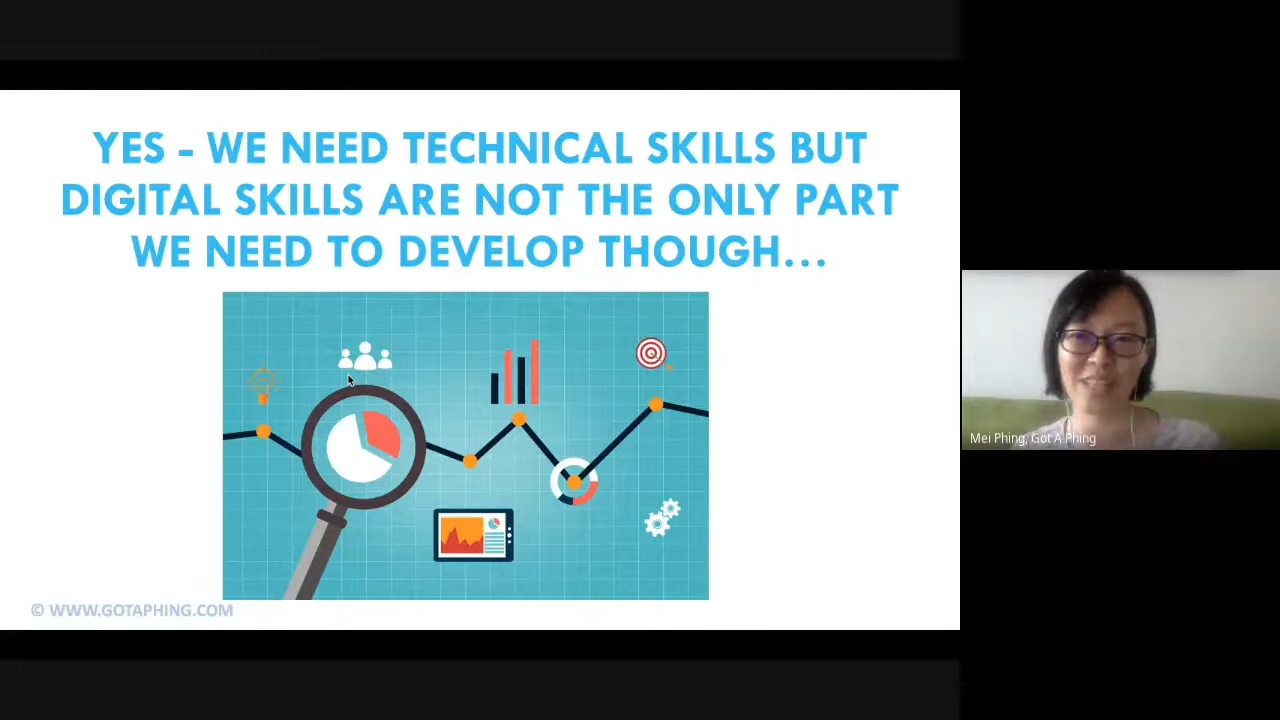 YES - WE NEED TECHNICAL SKILLS BUT
DIGITAL SKILLS ARE NOT THE ONLY PART
WE NEED TO DEVELOP THOUGH...
© WWW.GOTAPHING.COM
Mei Phing, Got A Phing